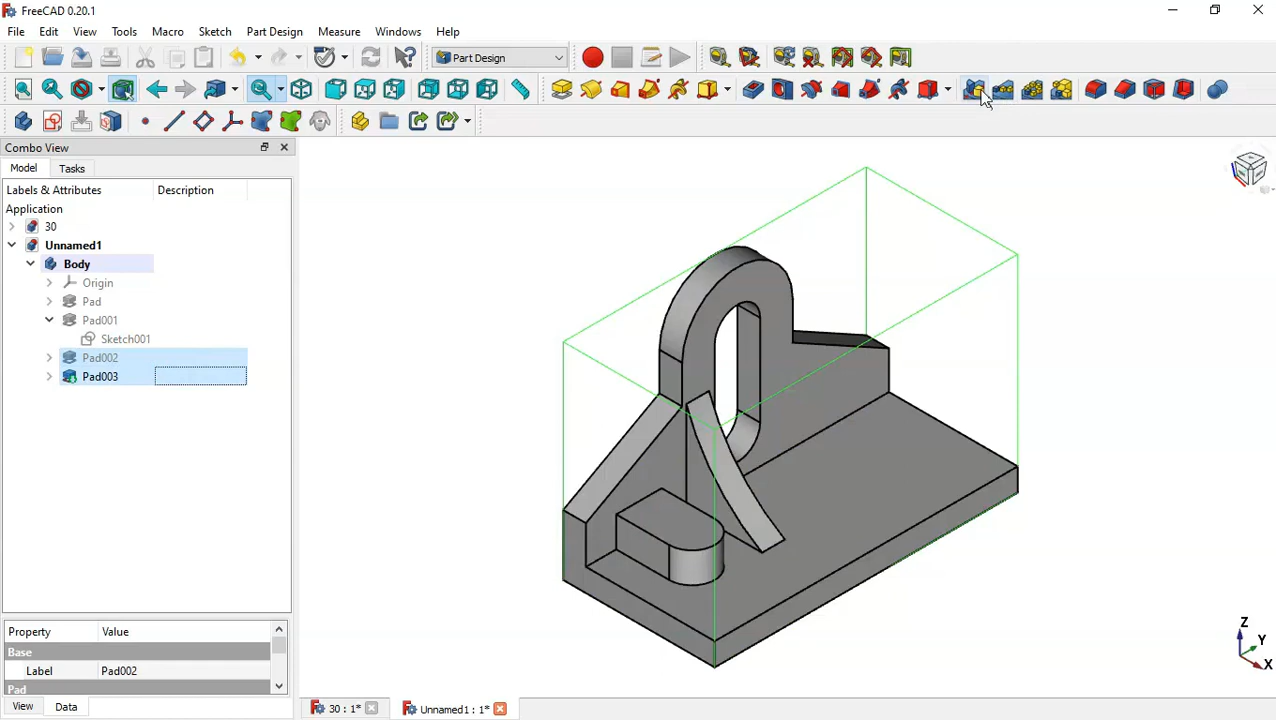 FreeCAD 0.20.1
File Edit View Tools Macro Sketch Part Design Measure Windows Help
Part Design
Combo View
Model Tasks
Labels & Attributes Description
Application
30
Unnamed1
Body
Origin
Pad
Pad001
Sketch001
Pad002
Pad003
Property Value
Base
Label Pad002
Pad
View Data
30 : 1*
Unnamed1 : 1*
Z
Y
X